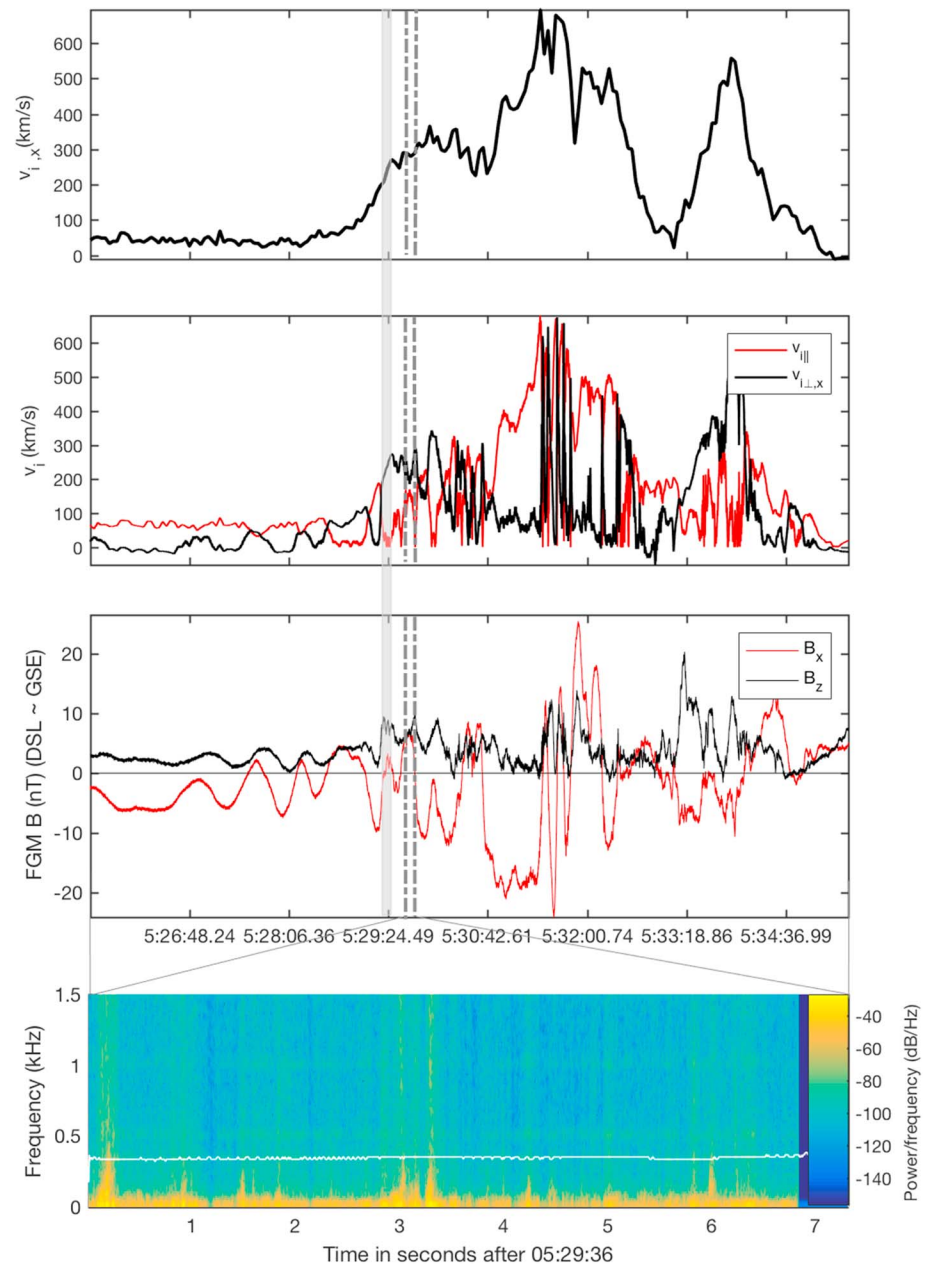 600
500
400
300
200
100
0
v i ,x (km/s)
600
500
400
300
200
100
0
v i (km/s)
v i||
v i⊥,x
20
10
0
-10
-20
FGM B (nT) (DSL ~ GSE)
B x
B z
5:26:48.24 5:28:06.36 5:29:24.49 5:30:42.61 5:32:00.74 5:33:18.86 5:34:36.99
1.5
1
0.5
0
Frequency (kHz)
-40
-60
-80
-100
-120
-140
Power/frequency (dB/Hz)
1 2 3 4 5 6 7
Time in seconds after 05:29:36